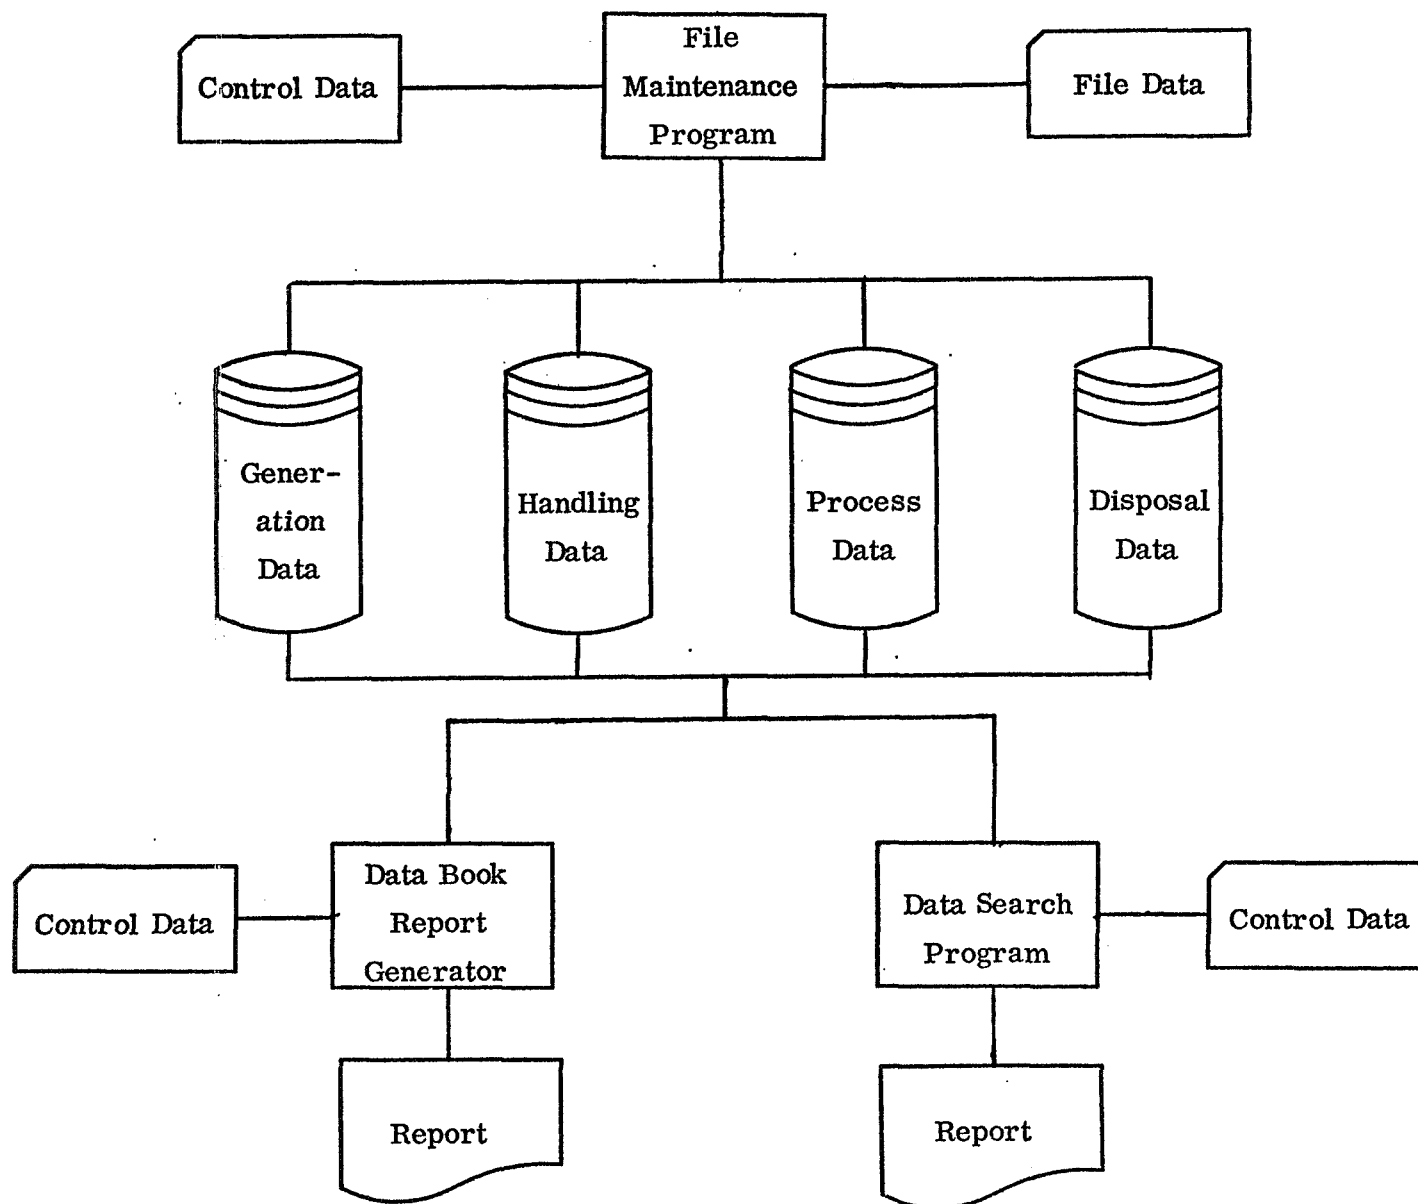 Control Data
File
Maintenance
Program
File Data
Gener-
ation
Data
Handling
Data
Process
Data
Disposal
Data
Control Data
Data Book
Report
Generator
Data Search
Program
Control Data
Report
Report